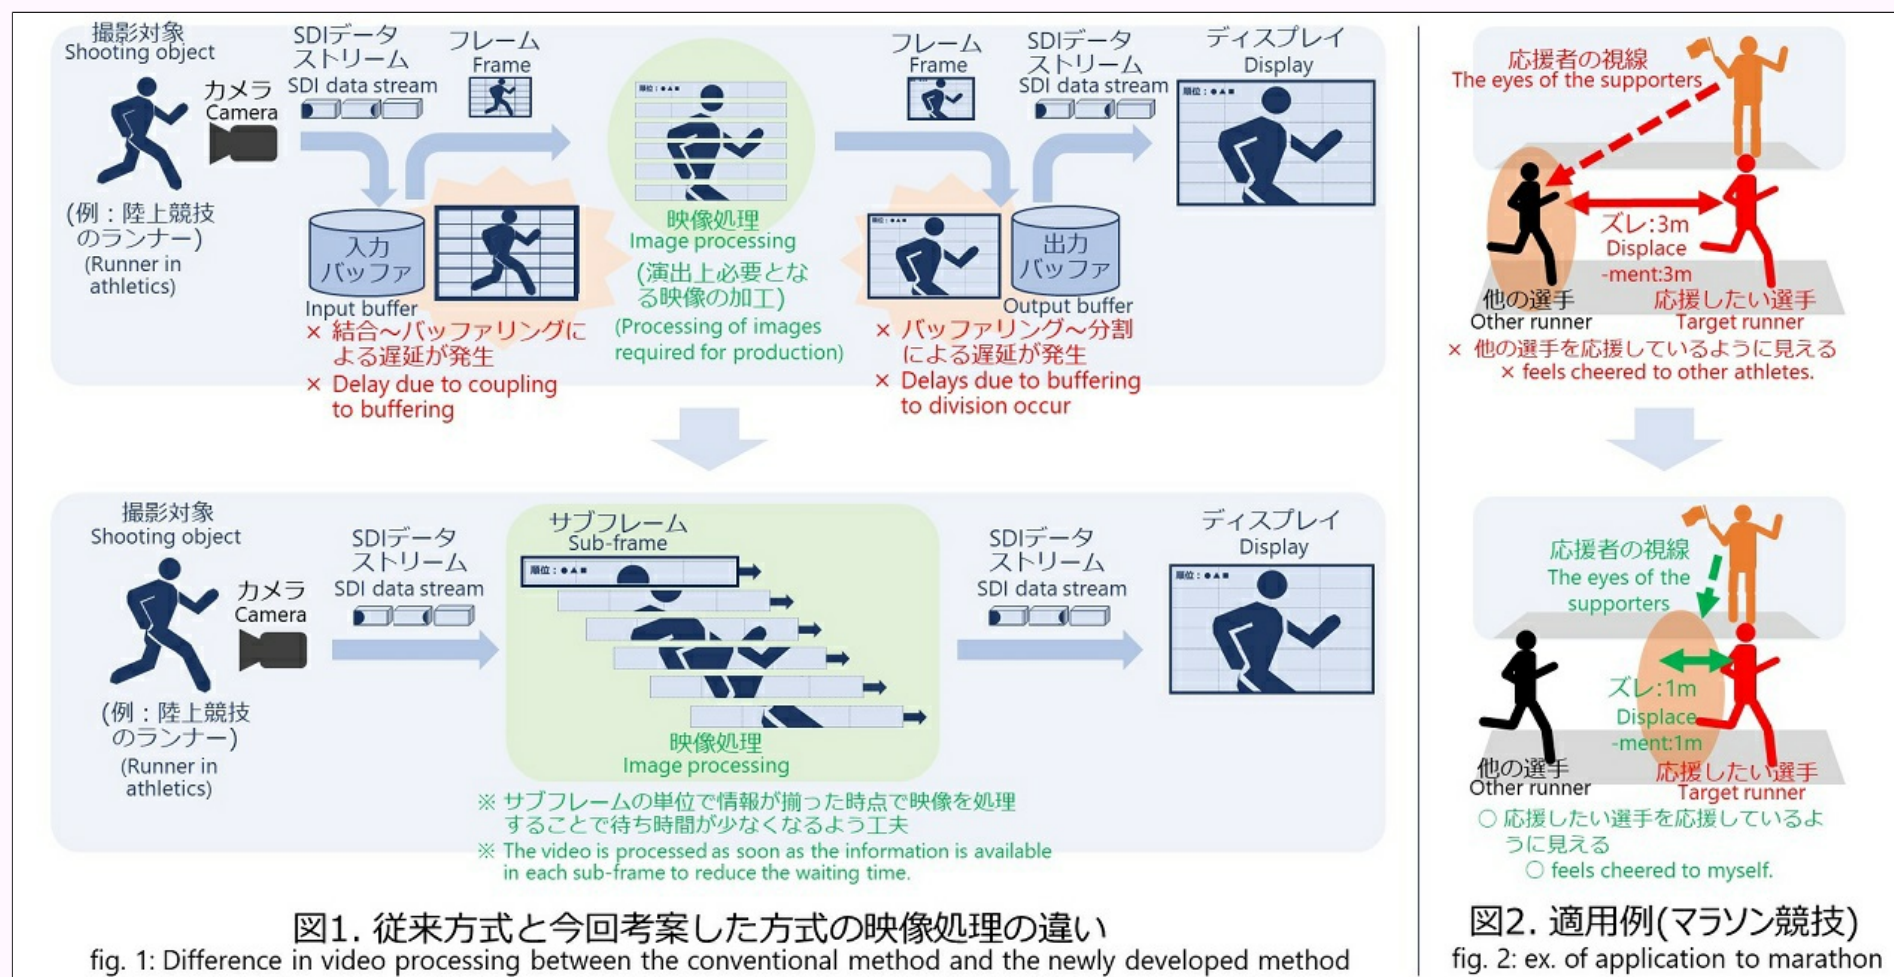 撮影対象
Shooting object
カメラ
Camera
(例：陸上競技
のランナー)
(Runner in
athletics)
SDIデータ
ストリーム
SDI data stream
フレーム
Frame
入力
バッファ
Input buffer
× 結合～バッファリングに
よる遅延が発生
× Delay due to coupling
to buffering
順位：●▲■
映像処理
Image processing
(演出上必要とな
る映像の加工)
(Processing of images
required for production)
フレーム
Frame
順位：●▲■
出力
バッファ
Output buffer
× バッファリング～分割
による遅延が発生
× Delays due to buffering
to division occur
SDIデータ
ストリーム
SDI data stream
ディスプレイ
Display
順位：●▲■
撮影対象
Shooting object
カメラ
Camera
(例：陸上競技
のランナー)
(Runner in
athletics)
SDIデータ
ストリーム
SDI data stream
サブフレーム
Sub-frame
順位：●▲■
映像処理
Image processing
※ サブフレームの単位で情報が揃った時点で映像を処理
することで待ち時間が少なくなるよう工夫
※ The video is processed as soon as the information is available
in each sub-frame to reduce the waiting time.
SDIデータ
ストリーム
SDI data stream
ディスプレイ
Display
順位：●▲■
図1. 従来方式と今回考案した方式の映像処理の違い
fig. 1: Difference in video processing between the conventional method and the newly developed method
応援者の視線
The eyes of the supporters
ズレ:3m
Displace
-ment:3m
他の選手
Other runner
応援したい選手
Target runner
× 他の選手を応援しているように見える
× feels cheered to other athletes.
応援者の視線
The eyes of the
supporters
ズレ:1m
Displace
-ment:1m
他の選手
Other runner
応援したい選手
Target runner
○ 応援したい選手を応援しているよ
うに見える
○ feels cheered to myself.
図2. 適用例(マラソン競技)
fig. 2: ex. of application to marathon